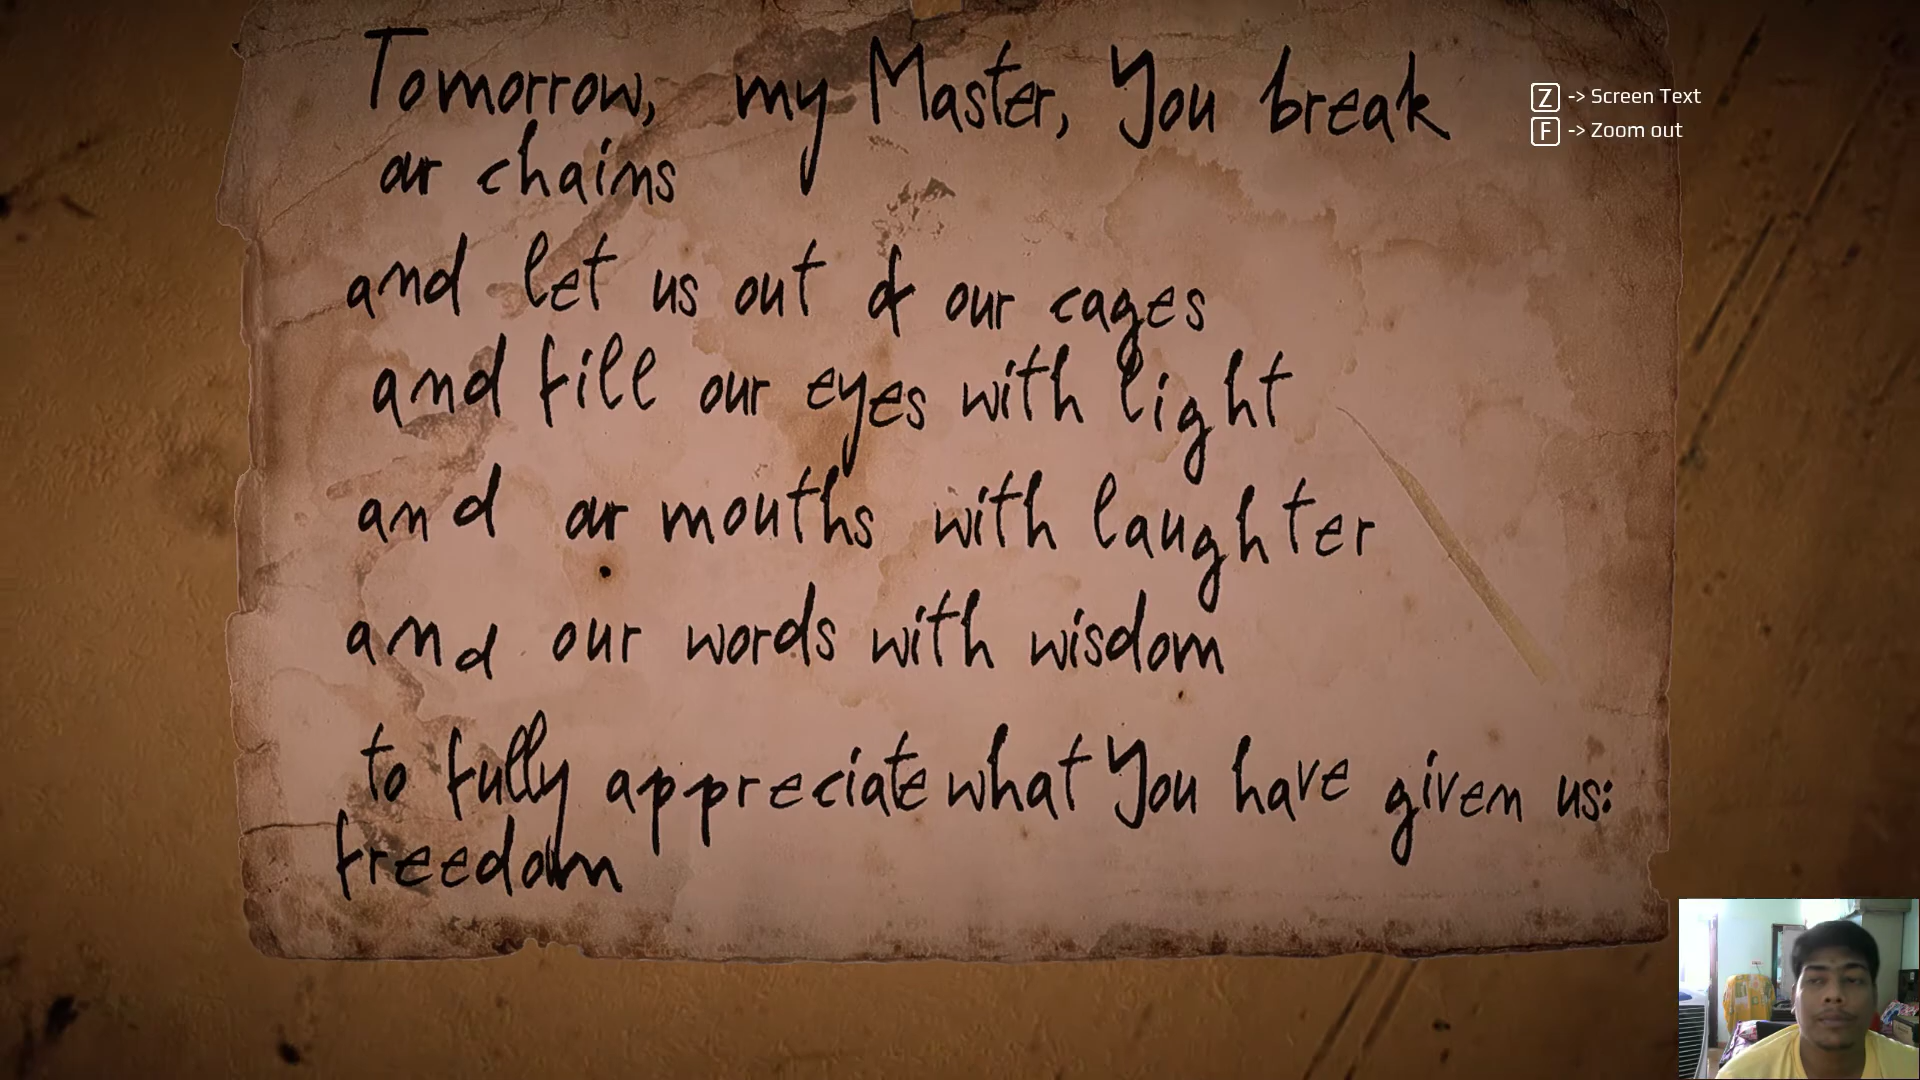 Tomorrow, my Master, You break
our chains
and let us out of our cages
and fill our eyes with light
and our mouths with laughter
and our words with wisdom
to fully appreciate what You have given us:
freedom
Z -> Screen Text
F -> Zoom out